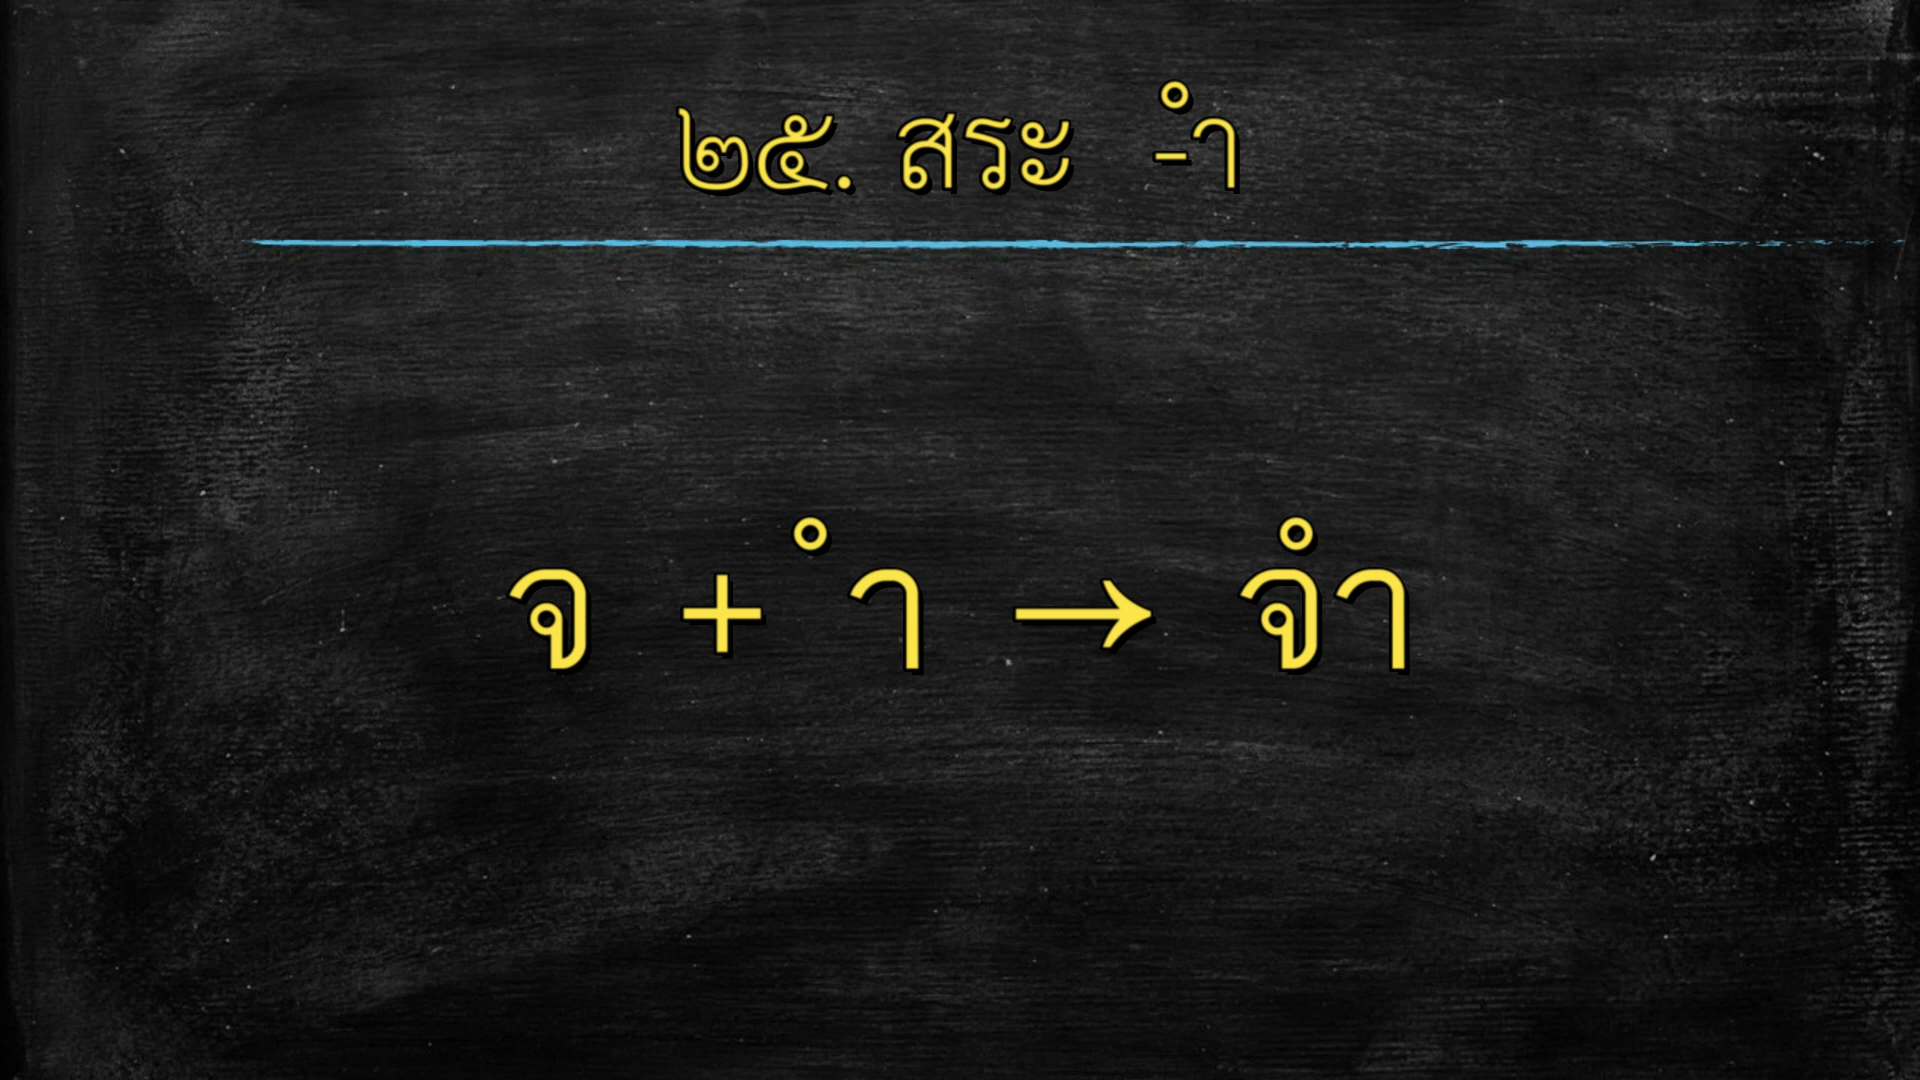 ๒๕. สระ -ำ
จ + ำ → จำ